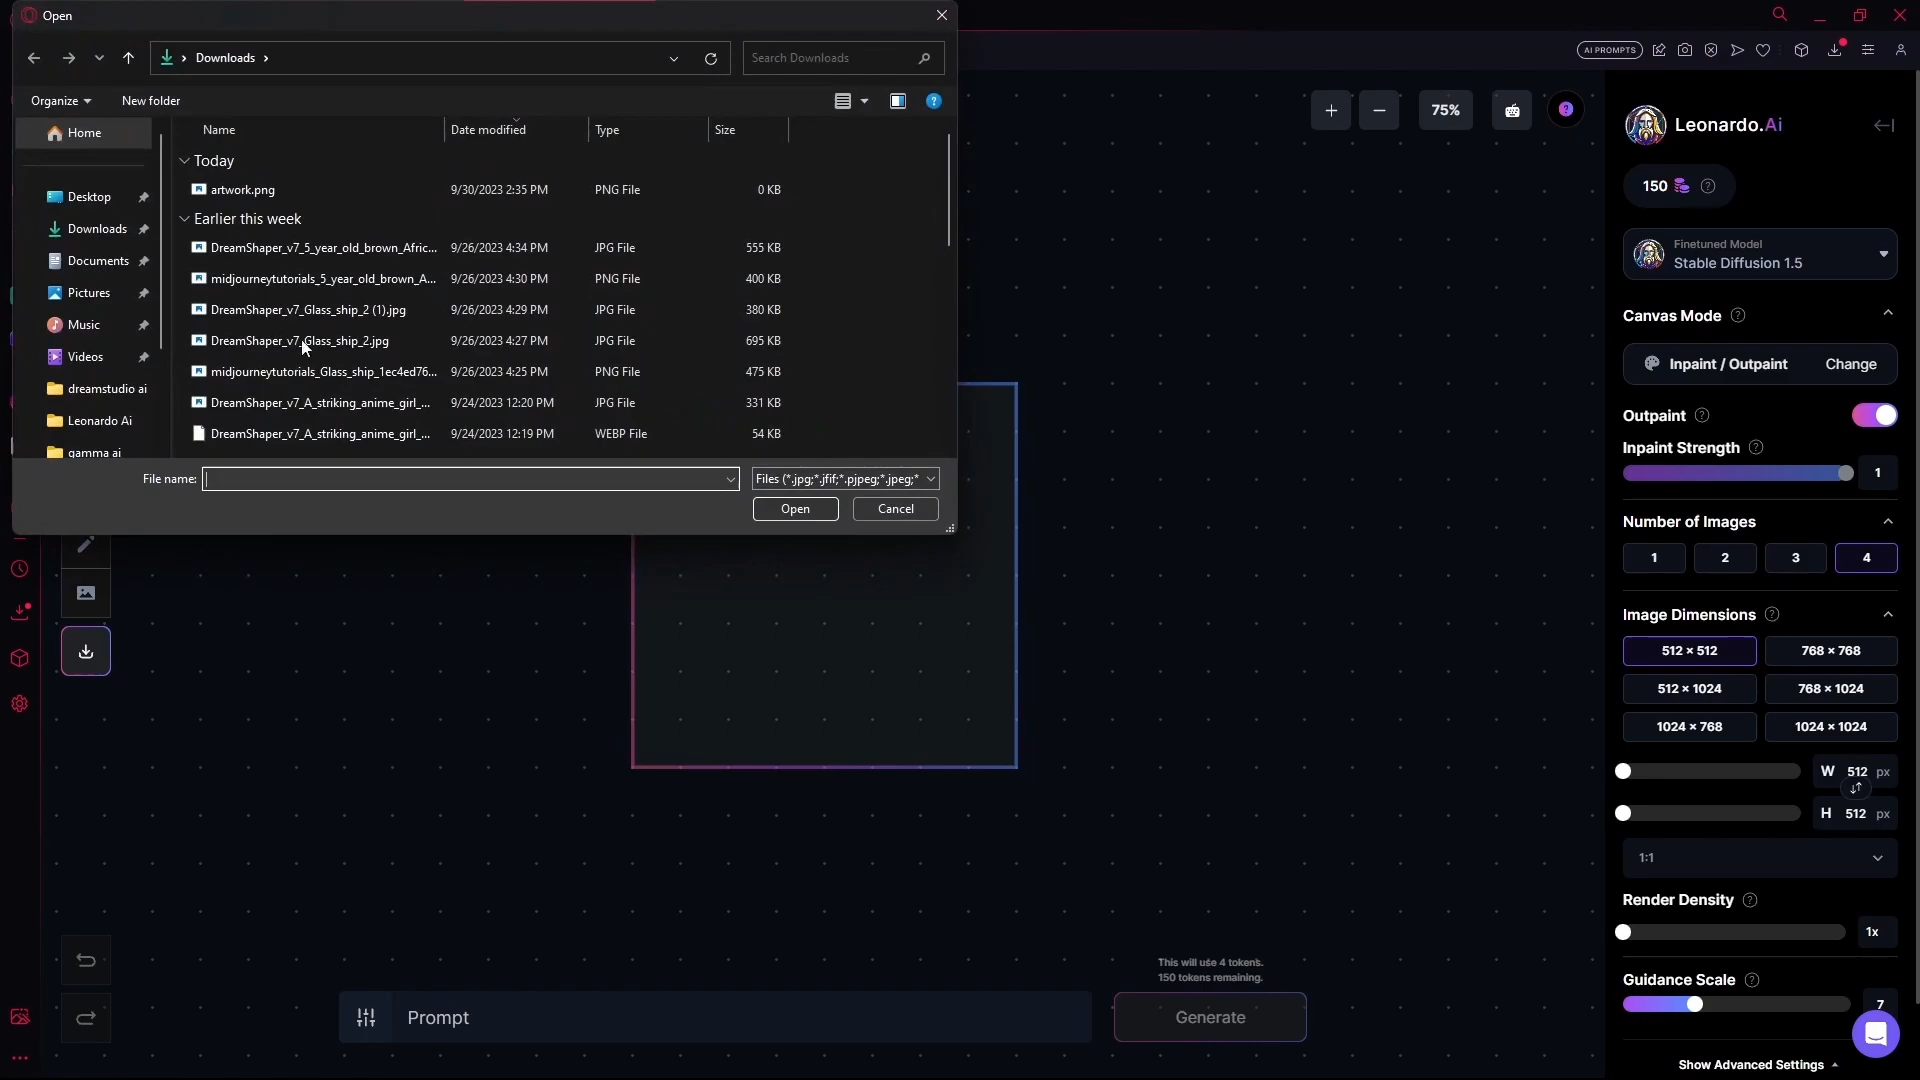 Open
Downloads
Search Downloads
Organize
New folder
AI PROMPTS
Name
Date modified
Type
Size
Home
Desktop
Downloads
Documents
Pictures
Music
Videos
dreamstudio ai
Leonardo Ai
gamma ai
Today
artwork.png 9/30/2023 2:35 PM PNG File 0 KB
Earlier this week
DreamShaper_v7_5_year_old_brown_Afric... 9/26/2023 4:34 PM JPG File 555 KB
midjourneytutorials_5_year_old_brown_A... 9/26/2023 4:30 PM PNG File 400 KB
DreamShaper_v7_Glass_ship_2 (1).jpg 9/26/2023 4:29 PM JPG File 380 KB
DreamShaper_v7_Glass_ship_2.jpg 9/26/2023 4:27 PM JPG File 695 KB
midjourneytutorials_Glass_ship_1ec4ed76... 9/26/2023 4:25 PM PNG File 475 KB
DreamShaper_v7_A_striking_anime_girl_... 9/24/2023 12:20 PM JPG File 331 KB
DreamShaper_v7_A_striking_anime_girl_... 9/24/2023 12:19 PM WEBP File 54 KB
File name:
Files (*.jpg;*.jfif;*.pjpeg;*.jpeg;*
Open
Cancel
75%
Leonardo.Ai
150
Finetuned Model
Stable Diffusion 1.5
Canvas Mode
Inpaint / Outpaint Change
Outpaint
Inpaint Strength
1
Number of Images
1 2 3 4
Image Dimensions
512 × 512 768 × 768
512 × 1024 768 × 1024
1024 × 768 1024 × 1024
W 512 px
H 512 px
1:1
Render Density
1x
Guidance Scale
7
Show Advanced Settings
This will use 4 tokens.
150 tokens remaining.
Prompt
Generate